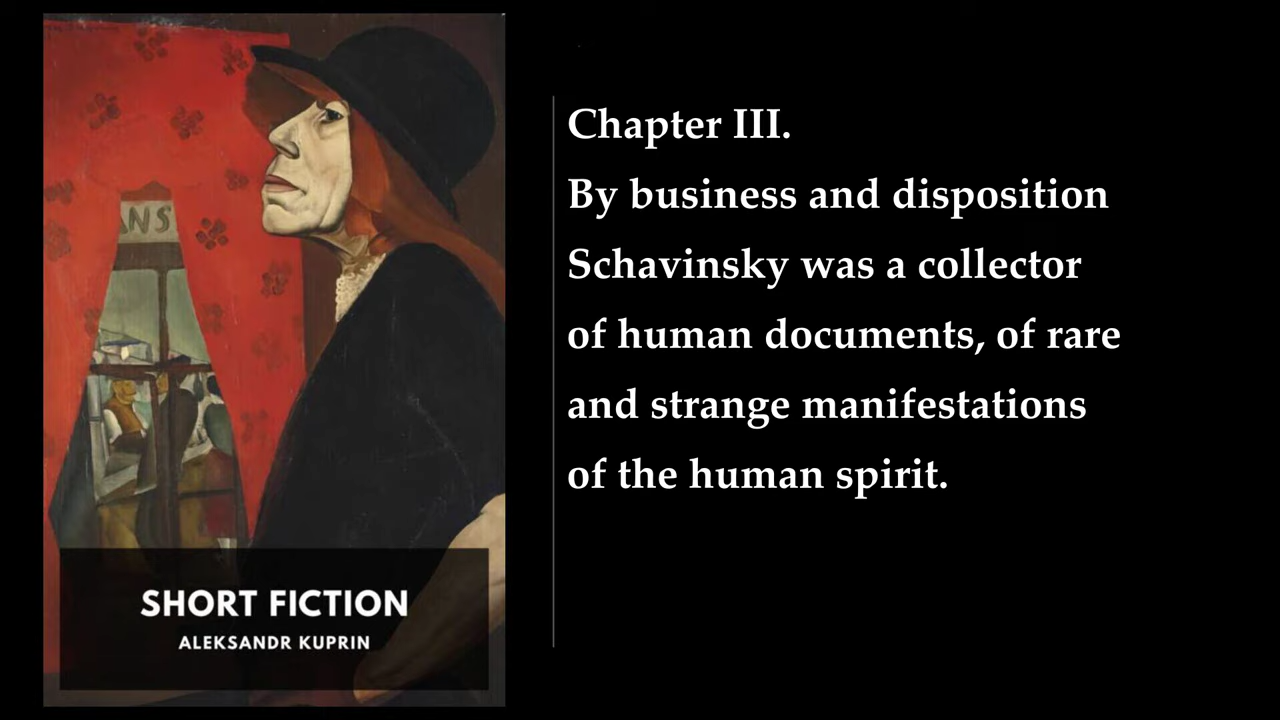 ANS
SHORT FICTION
ALEKSANDR KUPRIN
Chapter III.
By business and disposition
Schavinsky was a collector
of human documents, of rare
and strange manifestations
of the human spirit.